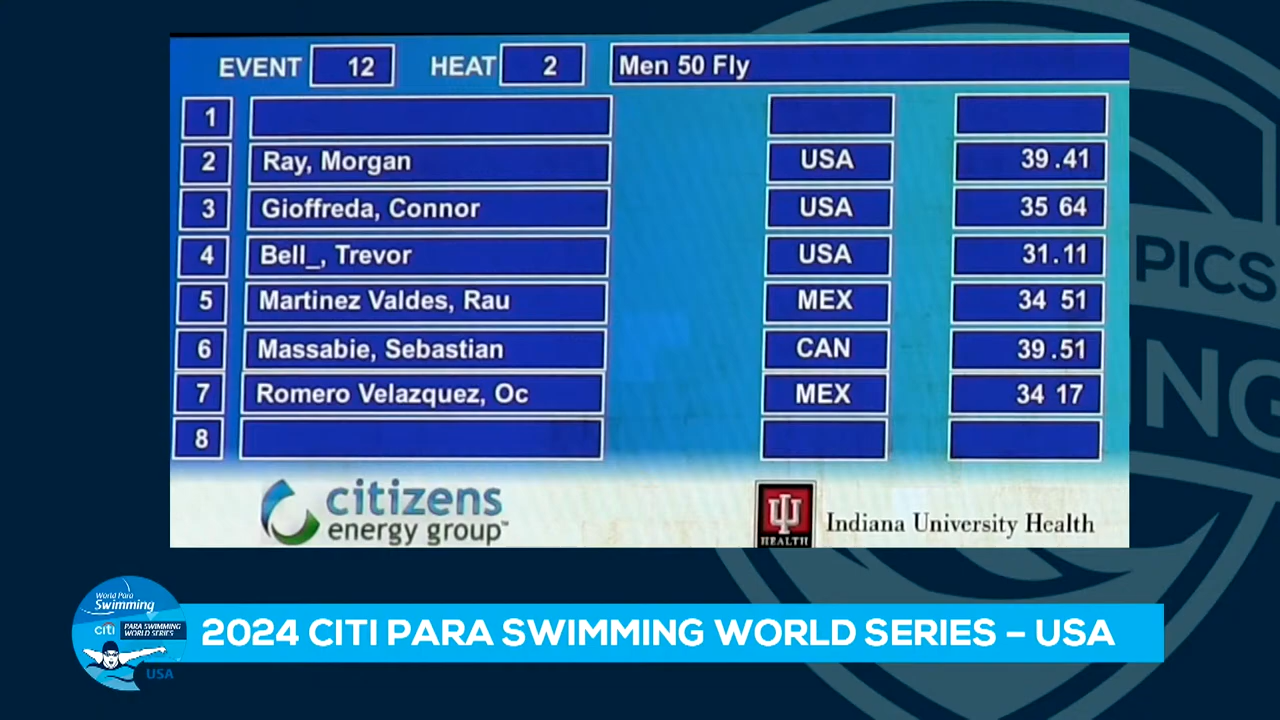 EVENT 12 HEAT 2 Men 50 Fly
1
2 Ray, Morgan USA 39.41
3 Gioffreda, Connor USA 35 64
4 Bell_, Trevor USA 31.11
5 Martinez Valdes, Rau MEX 34 51
6 Massabie, Sebastian CAN 39.51
7 Romero Velazquez, Oc MEX 34 17
8
citizens
energy group™
HEALTH
Indiana University Health
PICS
NG
World Para
Swimming
citi
PARA SWIMMING
WORLD SERIES
USA
2024 CITI PARA SWIMMING WORLD SERIES – USA